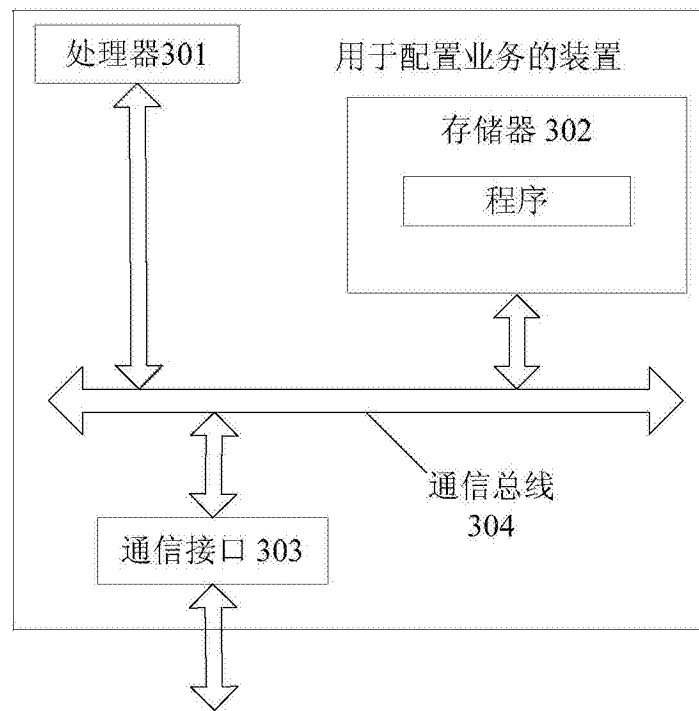 处理器301
用于配置业务的装置
存储器 302
程序
通信总线
304
通信接口 303